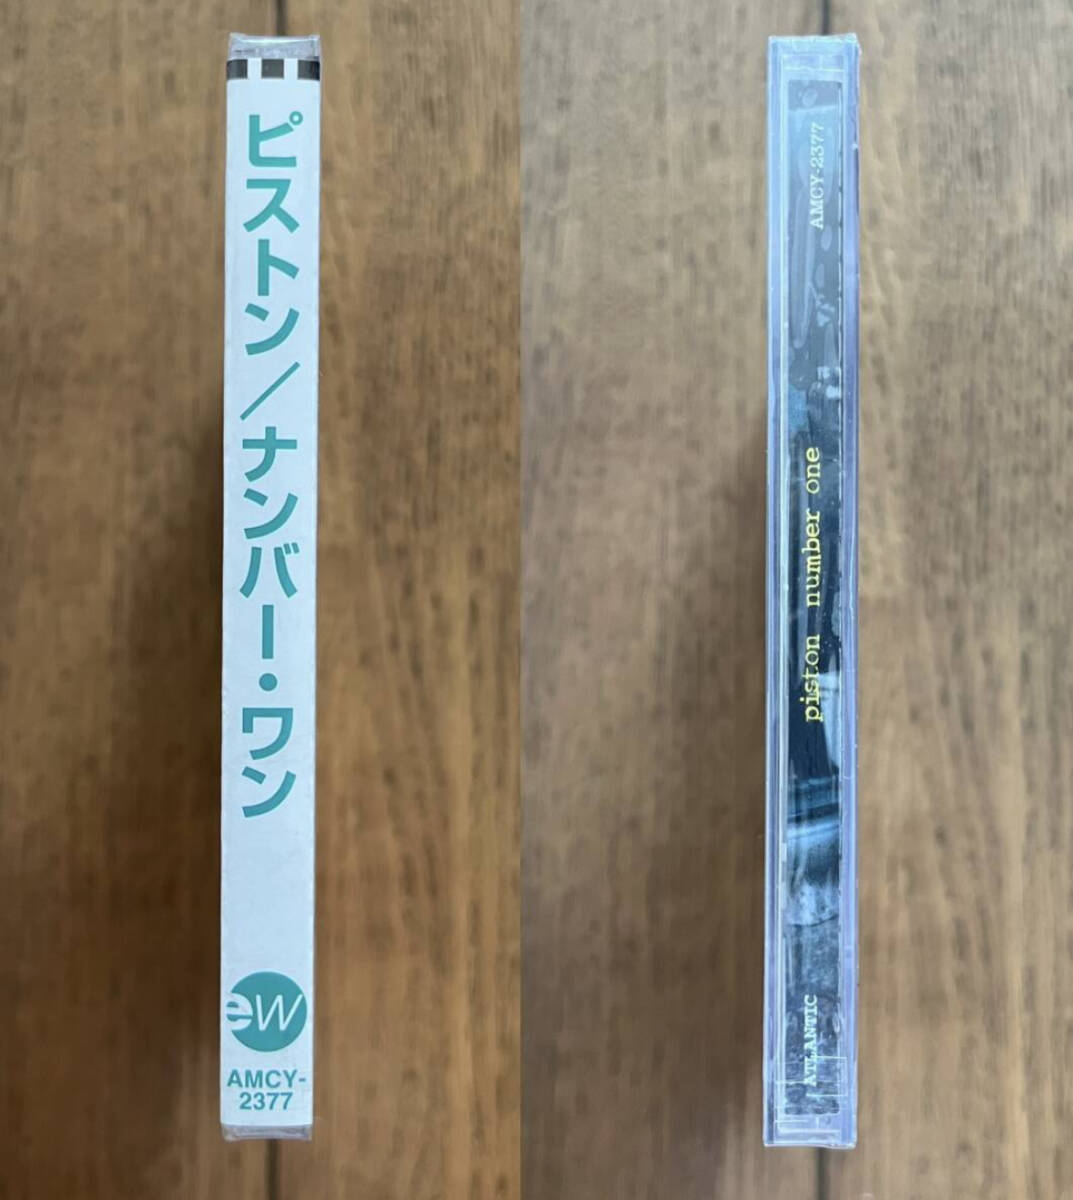 ピストン／ナンバー・ワン
ew
AMCY-
2377
AMCY-2377
piston number one
ATLANTIC